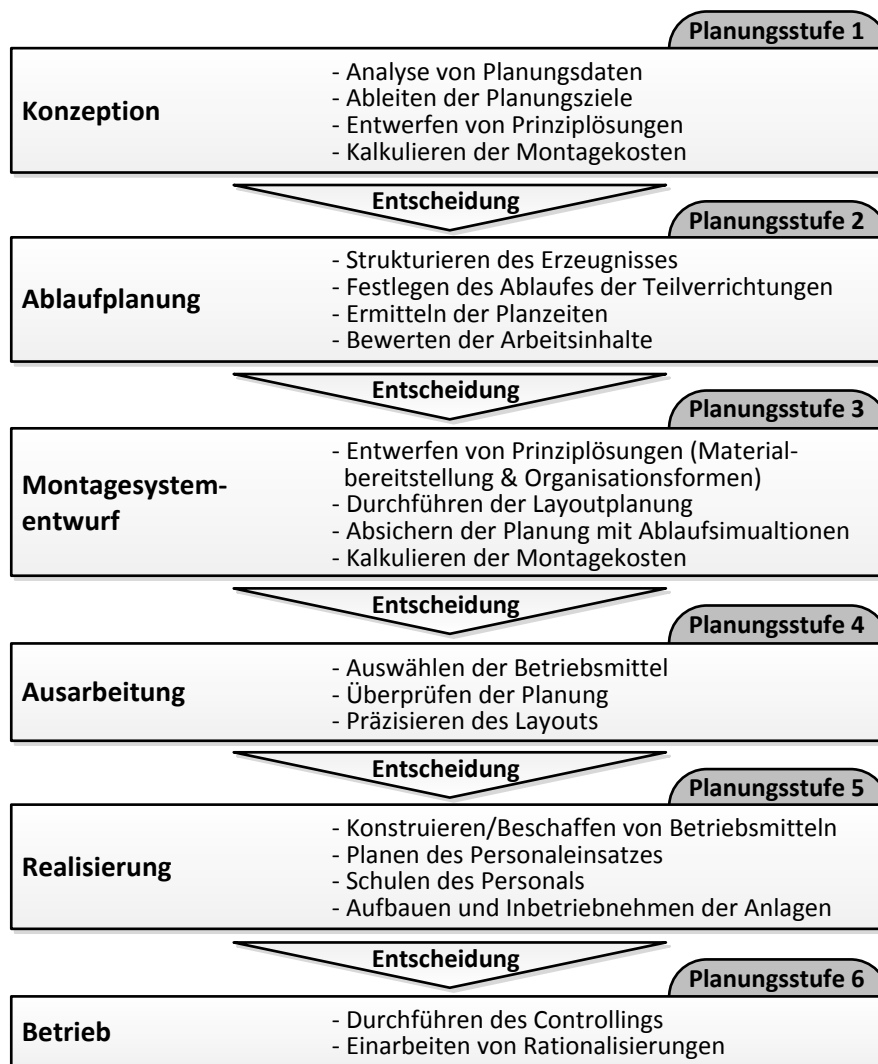 Planungsstufe 1
Konzeption
- Analyse von Planungsdaten
- Ableiten der Planungsziele
- Entwerfen von Prinziplösungen
- Kalkulieren der Montagekosten
Entscheidung
Planungsstufe 2
Ablaufplanung
- Strukturieren des Erzeugnisses
- Festlegen des Ablaufes der Teilverrichtungen
- Ermitteln der Planzeiten
- Bewerten der Arbeitsinhalte
Entscheidung
Planungsstufe 3
Montagesystem-
entwurf
- Entwerfen von Prinziplösungen (Material-
bereitstellung & Organisationsformen)
- Durchführen der Layoutplanung
- Absichern der Planung mit Ablaufsimualtionen
- Kalkulieren der Montagekosten
Entscheidung
Planungsstufe 4
Ausarbeitung
- Auswählen der Betriebsmittel
- Überprüfen der Planung
- Präzisieren des Layouts
Entscheidung
Planungsstufe 5
Realisierung
- Konstruieren/Beschaffen von Betriebsmitteln
- Planen des Personaleinsatzes
- Schulen des Personals
- Aufbauen und Inbetriebnehmen der Anlagen
Entscheidung
Planungsstufe 6
Betrieb
- Durchführen des Controllings
- Einarbeiten von Rationalisierungen